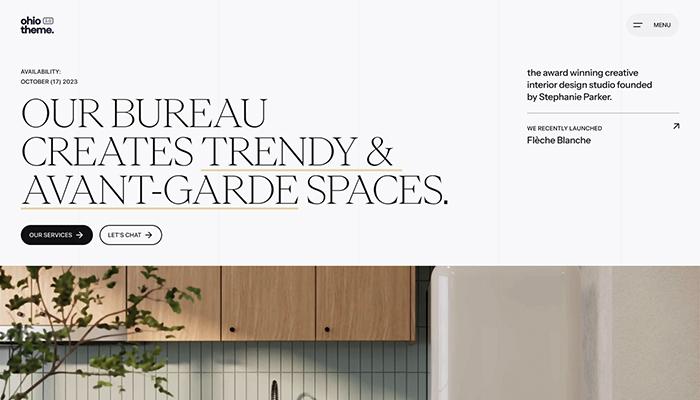 ohio
theme.
MENU
AVAILABILITY:
OCTOBER (17) 2023
OUR BUREAU
CREATES TRENDY &
AVANT-GARDE SPACES.
OUR SERVICES
LET'S CHAT
the award winning creative
interior design studio founded
by Stephanie Parker.
WE RECENTLY LAUNCHED
Flèche Blanche